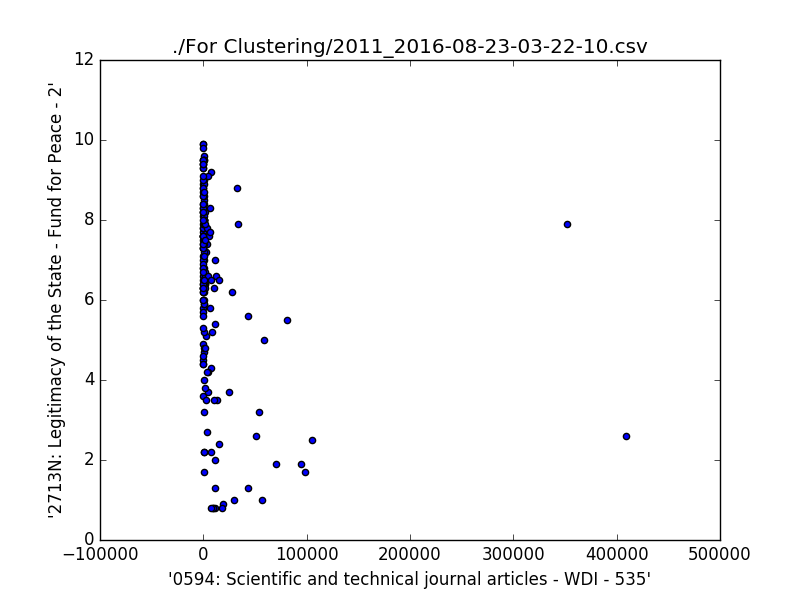 ./For Clustering/2011_2016-08-23-03-22-10.csv
'2713N: Legitimacy of the State - Fund for Peace - 2'
12
10
8
6
4
2
0
−100000 0 100000 200000 300000 400000 500000
'0594: Scientific and technical journal articles - WDI - 535'